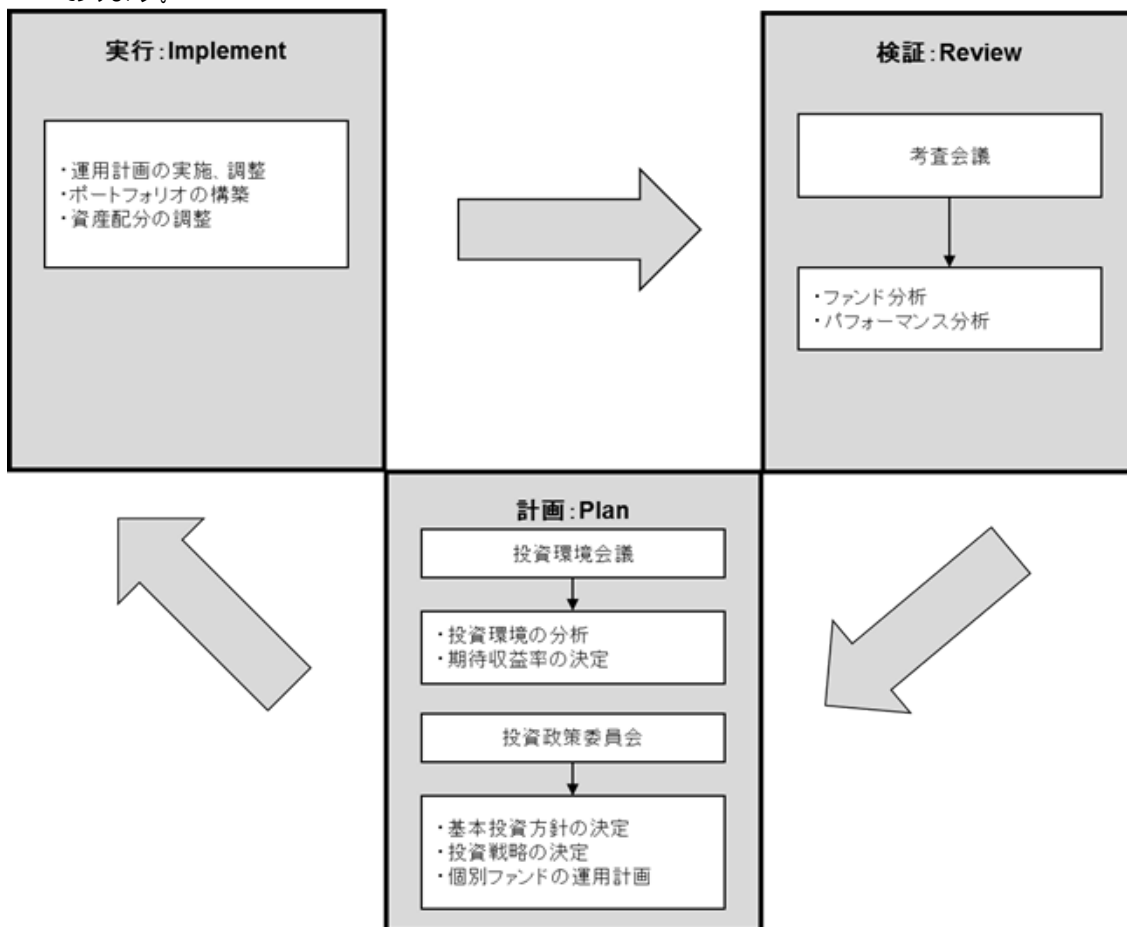 実行:Implement
・運用計画の実施、調整
・ポートフォリオの構築
・資産配分の調整
検証:Review
考査会議
・ファンド分析
・パフォーマンス分析
計画:Plan
投資環境会議
・投資環境の分析
・期待収益率の決定
投資政策委員会
・基本投資方針の決定
・投資戦略の決定
・個別ファンドの運用計画